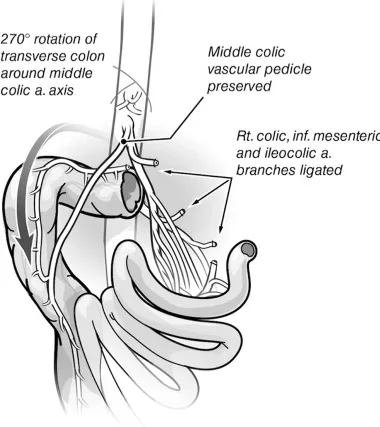 270° rotation of
transverse colon
around middle
colic a. axis
Middle colic
vascular pedicle
preserved
Rt. colic, inf. mesenteric
and ileocolic a.
branches ligated